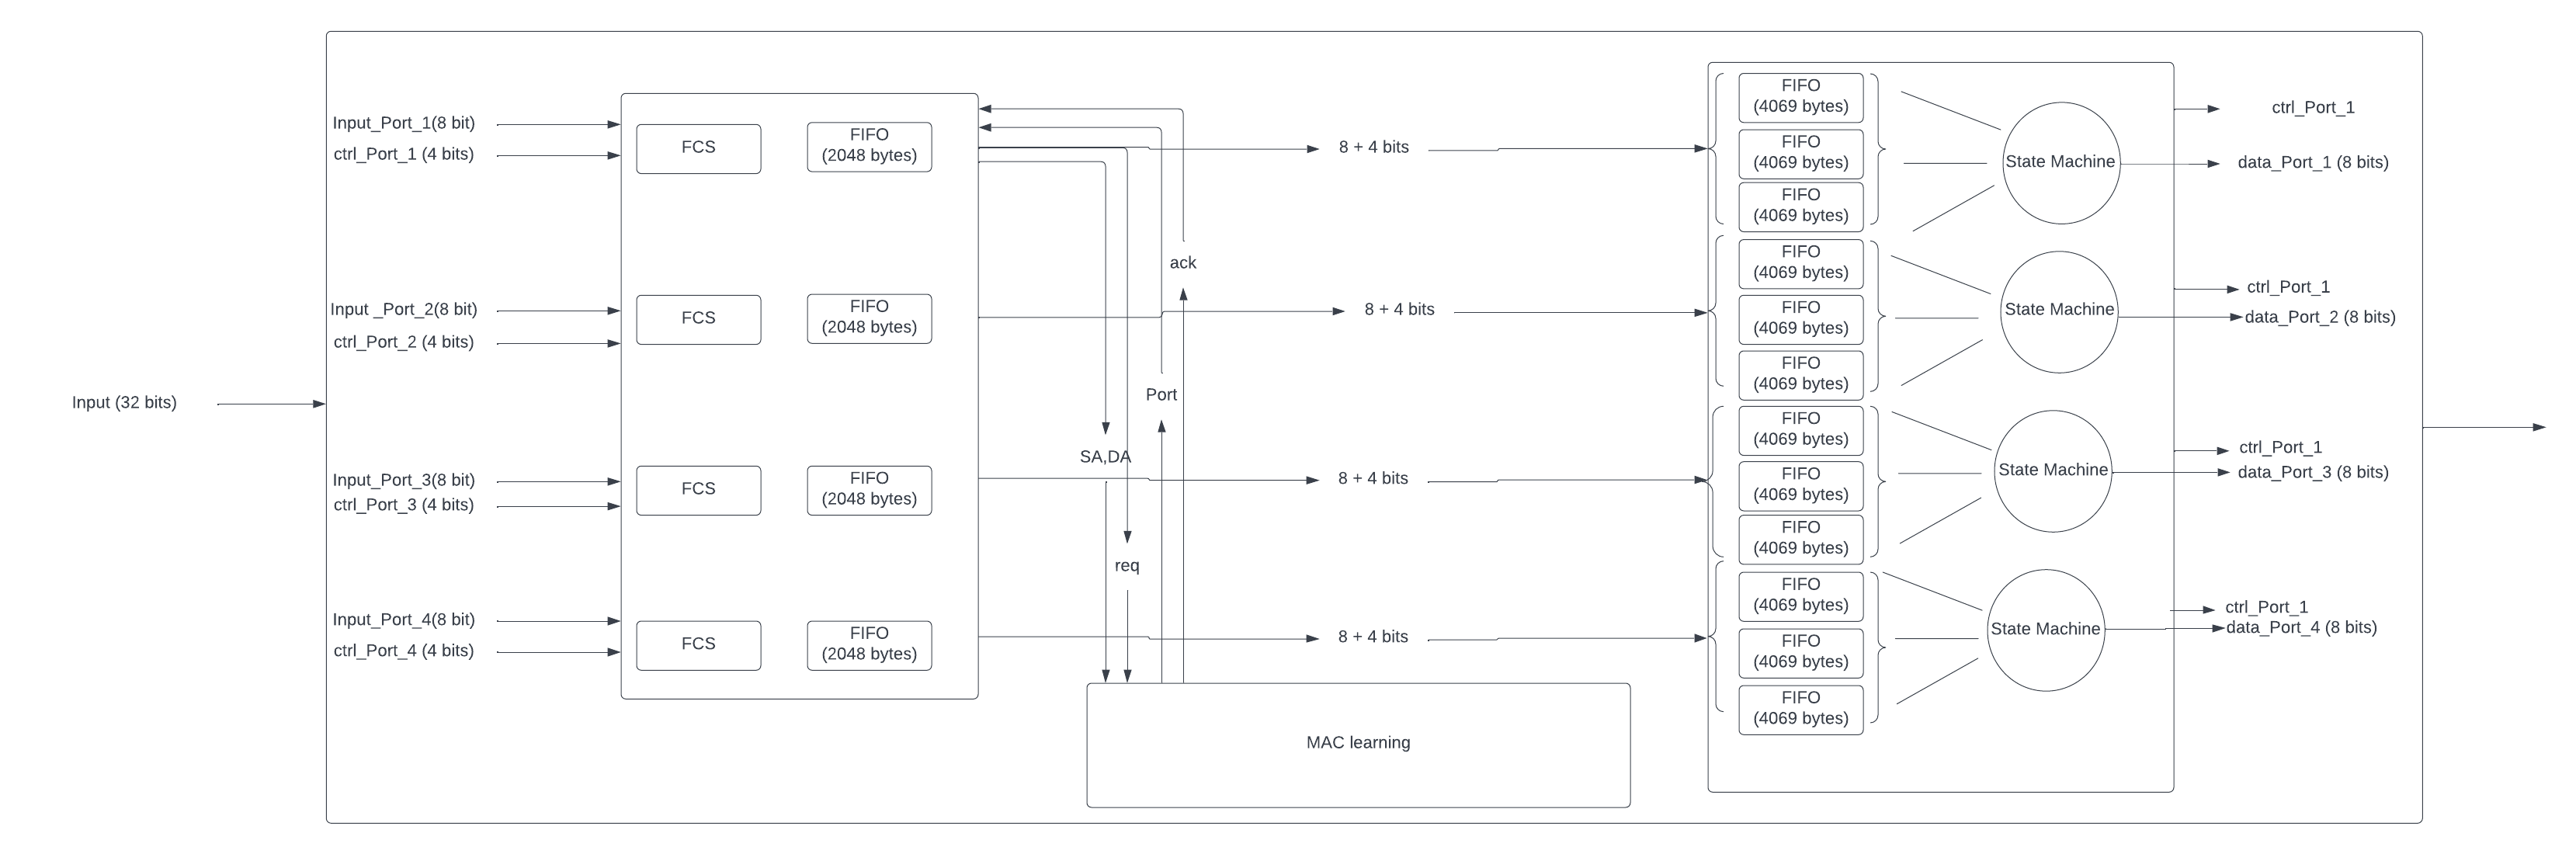 Input (32 bits)
Input_Port_1(8 bit)
ctrl_Port_1 (4 bits)
Input _Port_2(8 bit)
ctrl_Port_2 (4 bits)
Input_Port_3(8 bit)
ctrl_Port_3 (4 bits)
Input_Port_4(8 bit)
ctrl_Port_4 (4 bits)
FCS
FIFO
(2048 bytes)
FCS
FIFO
(2048 bytes)
FCS
FIFO
(2048 bytes)
FCS
FIFO
(2048 bytes)
ack
Port
SA,DA
req
MAC learning
8 + 4 bits
8 + 4 bits
8 + 4 bits
8 + 4 bits
FIFO
(4069 bytes)
FIFO
(4069 bytes)
FIFO
(4069 bytes)
FIFO
(4069 bytes)
FIFO
(4069 bytes)
FIFO
(4069 bytes)
FIFO
(4069 bytes)
FIFO
(4069 bytes)
FIFO
(4069 bytes)
FIFO
(4069 bytes)
FIFO
(4069 bytes)
FIFO
(4069 bytes)
State Machine
State Machine
State Machine
State Machine
ctrl_Port_1
data_Port_1 (8 bits)
ctrl_Port_1
data_Port_2 (8 bits)
ctrl_Port_1
data_Port_3 (8 bits)
ctrl_Port_1
data_Port_4 (8 bits)